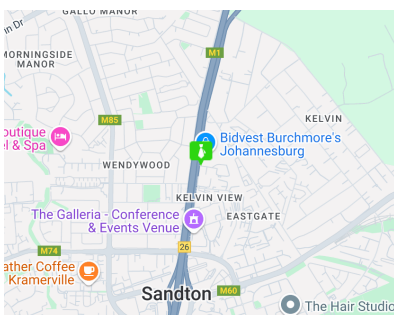 GALLO MANOR
Dr
M1
MORNINGSIDE
MANOR
M85
KELVIN
outique
el & Spa
Bidvest Burchmore's
Johannesburg
WENDYWOOD
KELVIN VIEW
The Galleria - Conference
& Events Venue
EASTGATE
M74
26
ather Coffee
Kramerville
Sandton
M60
The Hair Studio